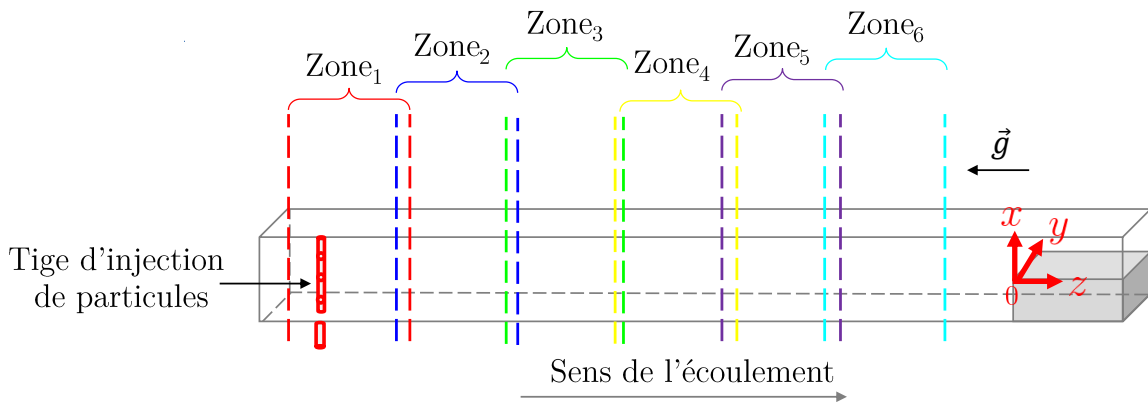 Zone₁
Zone₂
Zone₃
Zone₄
Zone₅
Zone₆
g⃗
Tige d'injection
de particules
x
y
z
0
Sens de l'écoulement